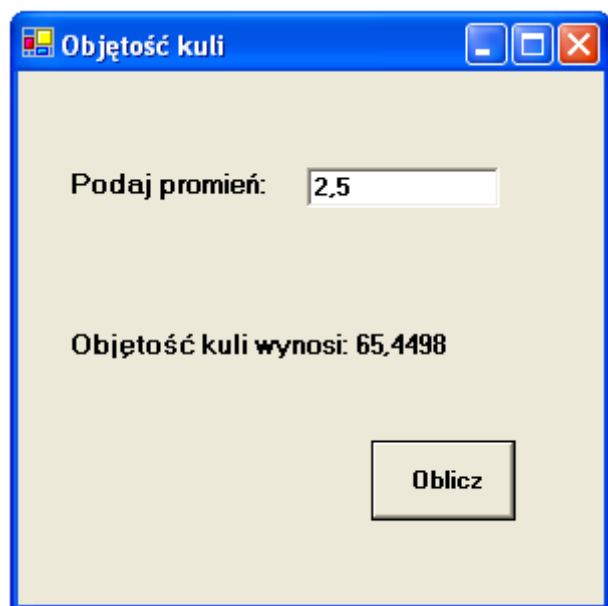 Objętość kuli
Podaj promień: 2,5
Objętość kuli wynosi: 65,4498
Oblicz